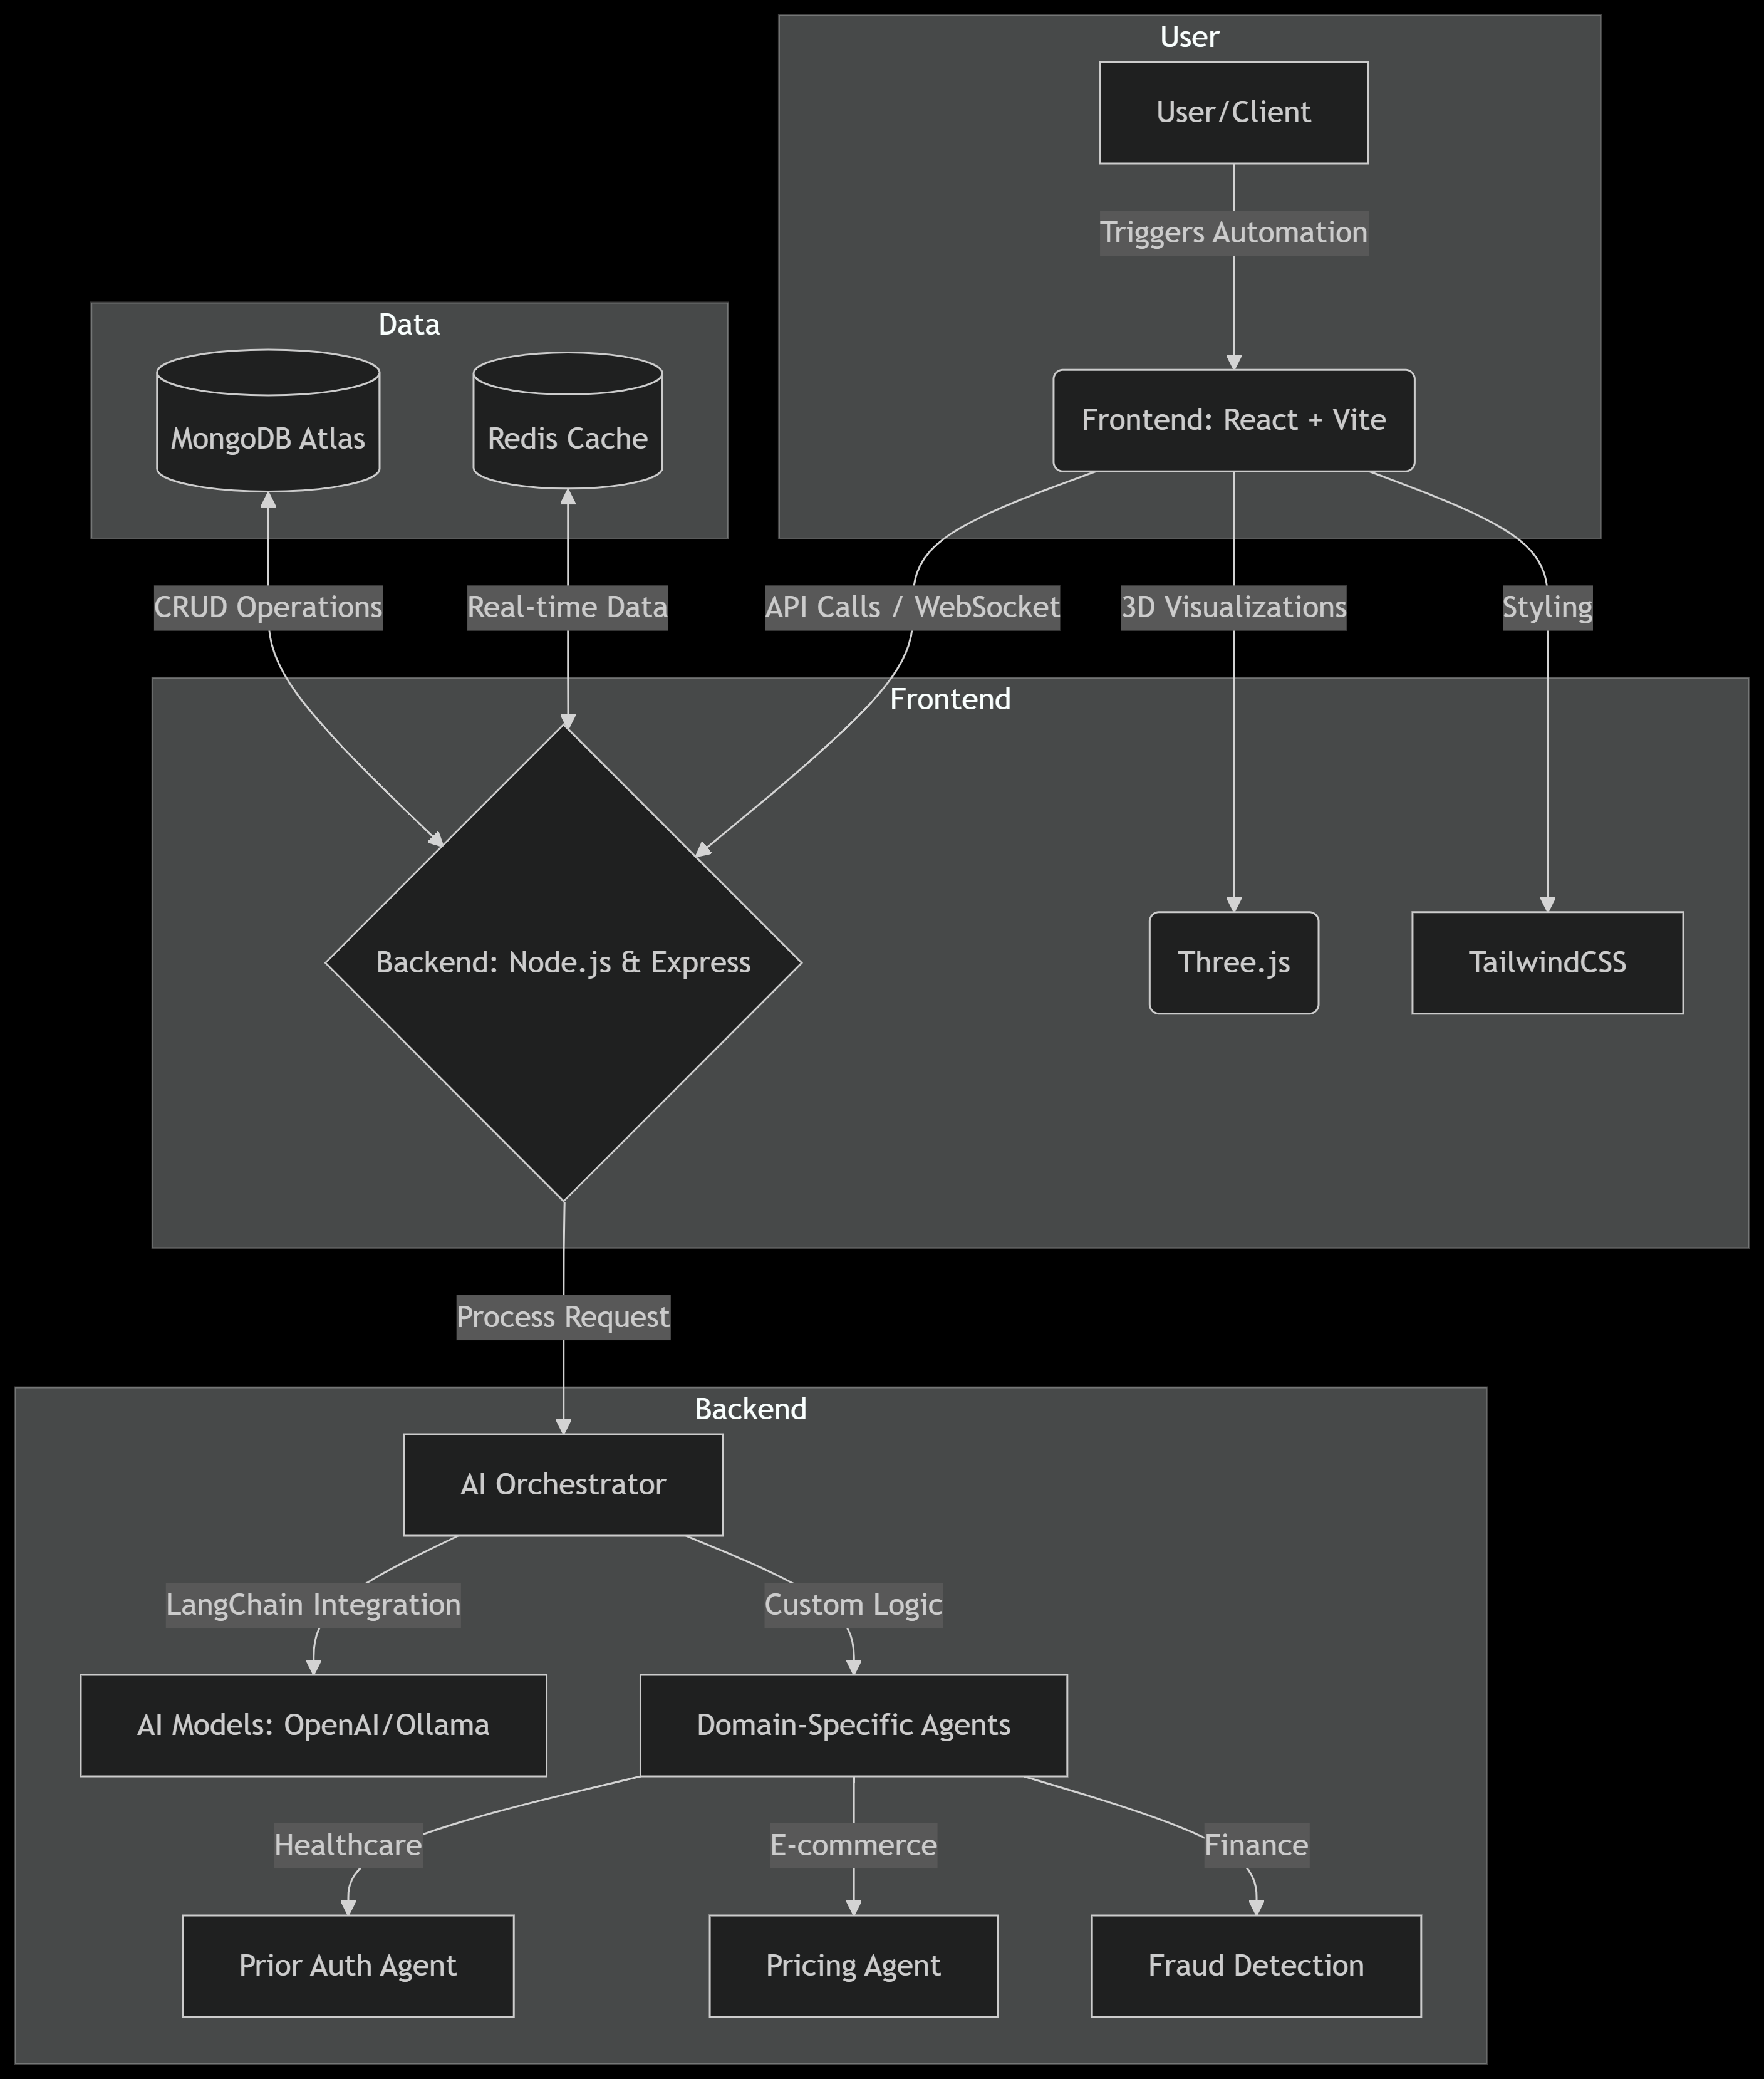 User
User/Client
Triggers Automation
Data
MongoDB Atlas
Redis Cache
Frontend: React + Vite
CRUD Operations
Real-time Data
API Calls / WebSocket
3D Visualizations
Styling
Frontend
Backend: Node.js & Express
Three.js
TailwindCSS
Process Request
Backend
AI Orchestrator
LangChain Integration
Custom Logic
AI Models: OpenAI/Ollama
Domain-Specific Agents
Healthcare
E-commerce
Finance
Prior Auth Agent
Pricing Agent
Fraud Detection